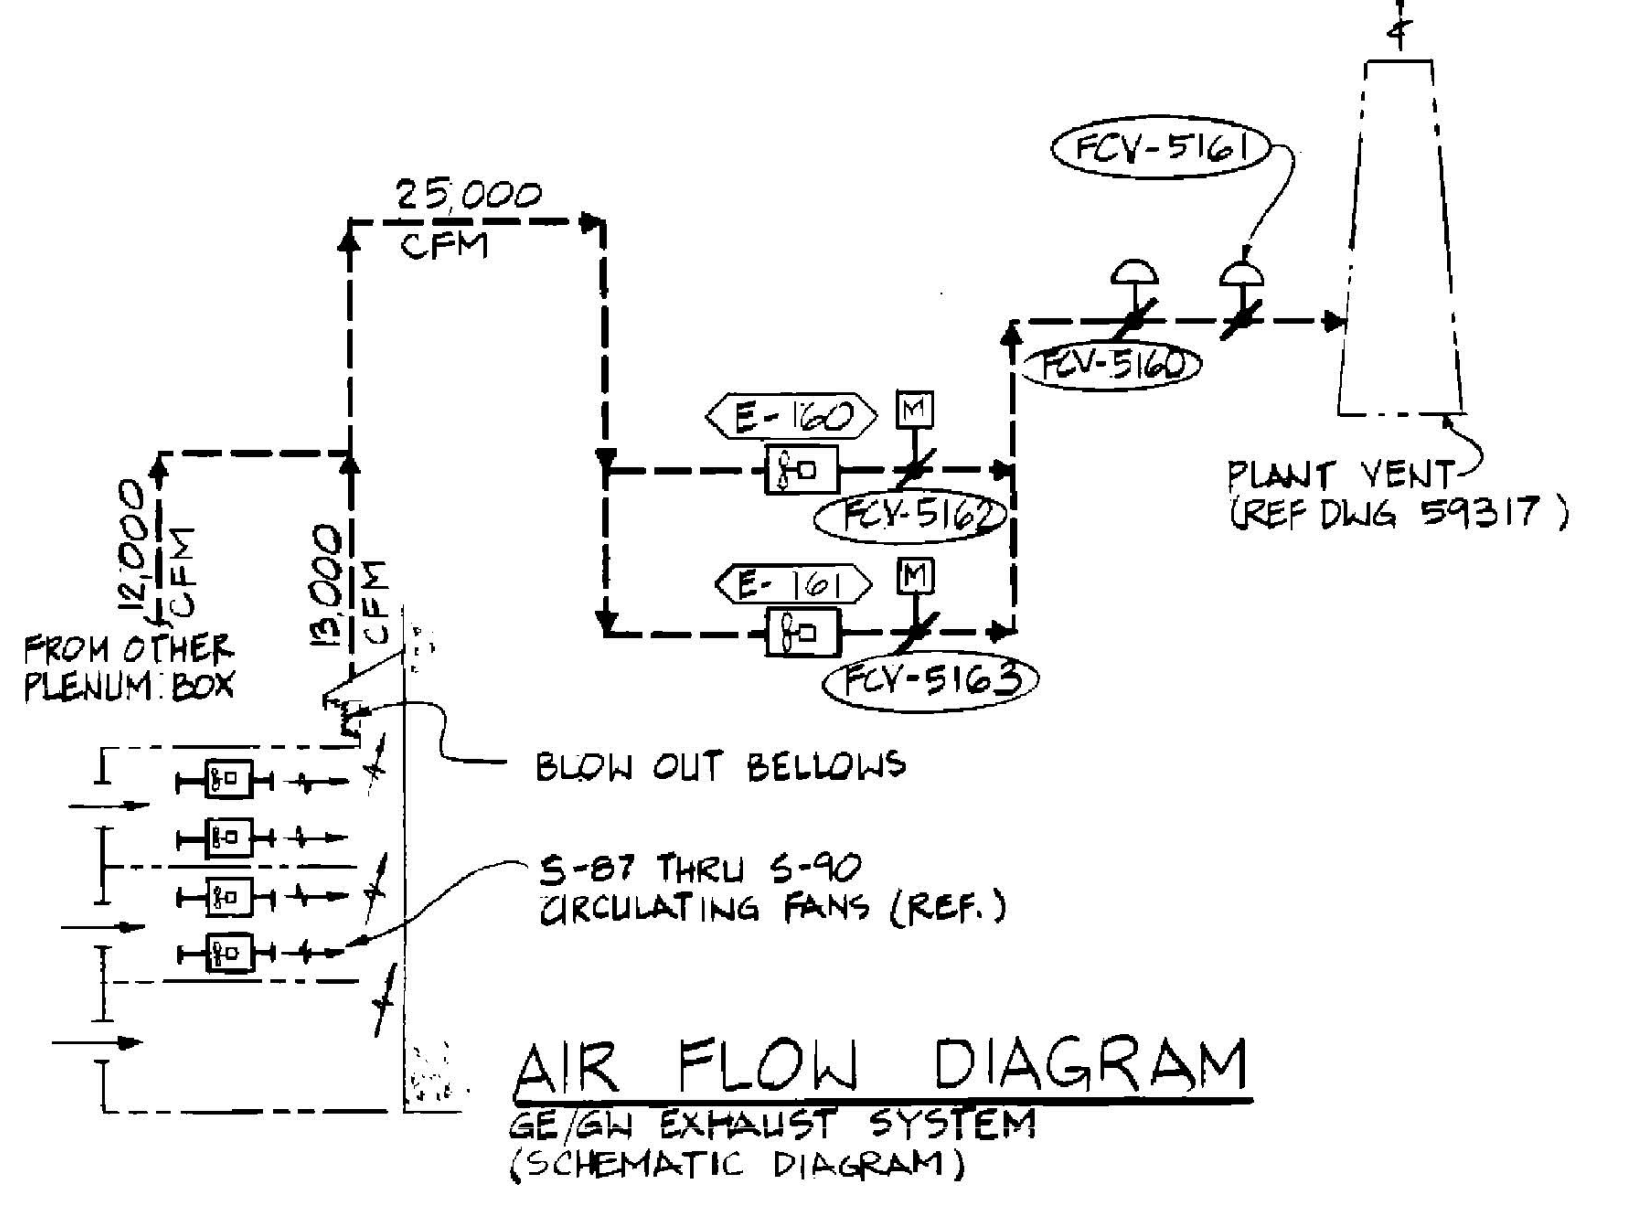 FCV-5161
25,000
CFM
FCV-5160
E-160
M
PLANT VENT
(REF DWG 59317)
FCV-5162
12,000
CFM
13,000
CFM
E-161
M
FROM OTHER
PLENUM BOX
FCV-5163
BLOW OUT BELLOWS
S-87 THRU S-90
CIRCULATING FANS (REF.)
AIR FLOW DIAGRAM
GE/GW EXHAUST SYSTEM
(SCHEMATIC DIAGRAM)